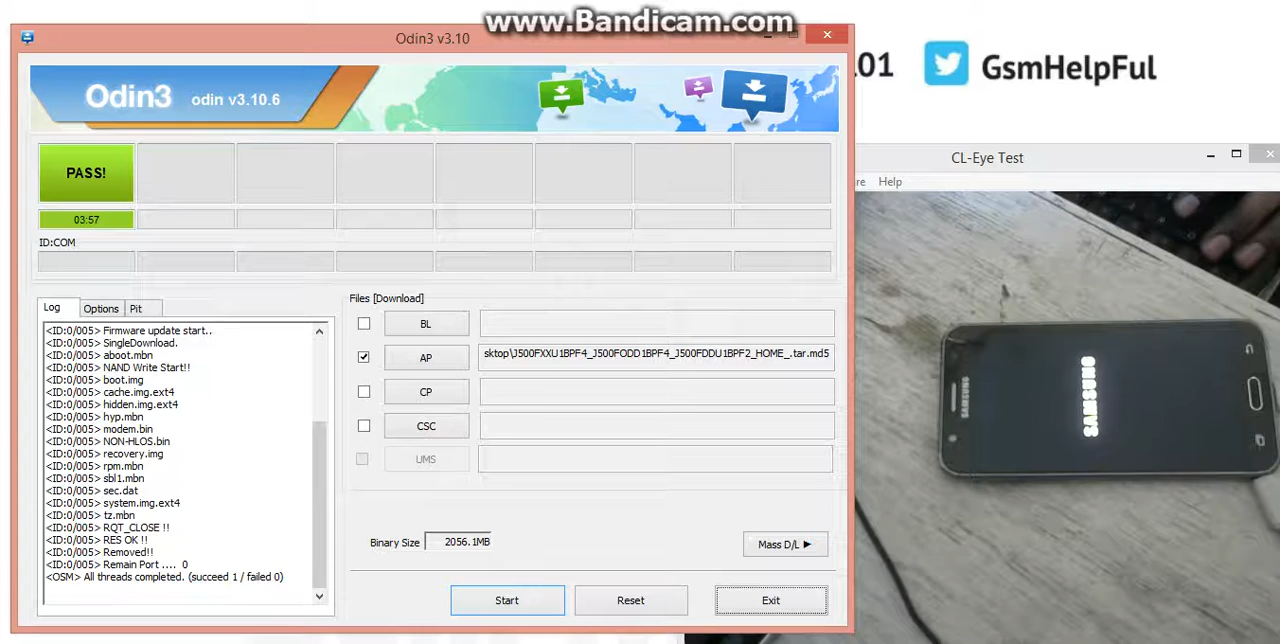 www.Bandicam.com
Odin3 v3.10
Odin3 odin v3.10.6
.01 GsmHelpFul
PASS!
03:57
ID:COM
CL-Eye Test
re Help
Log Options Pit
<ID:0/005> Firmware update start..
<ID:0/005> SingleDownload.
<ID:0/005> aboot.mbn
<ID:0/005> NAND Write Start!!
<ID:0/005> boot.img
<ID:0/005> cache.img.ext4
<ID:0/005> hidden.img.ext4
<ID:0/005> hyp.mbn
<ID:0/005> modem.bin
<ID:0/005> NON-HLOS.bin
<ID:0/005> recovery.img
<ID:0/005> rpm.mbn
<ID:0/005> sbl1.mbn
<ID:0/005> sec.dat
<ID:0/005> system.img.ext4
<ID:0/005> tz.mbn
<ID:0/005> RQT_CLOSE !!
<ID:0/005> RES OK !!
<ID:0/005> Removed!!
<ID:0/005> Remain Port .... 0
<OSM> All threads completed. (succeed 1 / failed 0)
Files [Download]
BL
AP sktop\J500FXXU1BPF4_J500FODD1BPF4_J500FDDU1BPF2_HOME_.tar.md5
CP
CSC
UMS
Binary Size 2056.1MB
Mass D/L ▶
Start Reset Exit
SAMSUNG
SAMSUNG